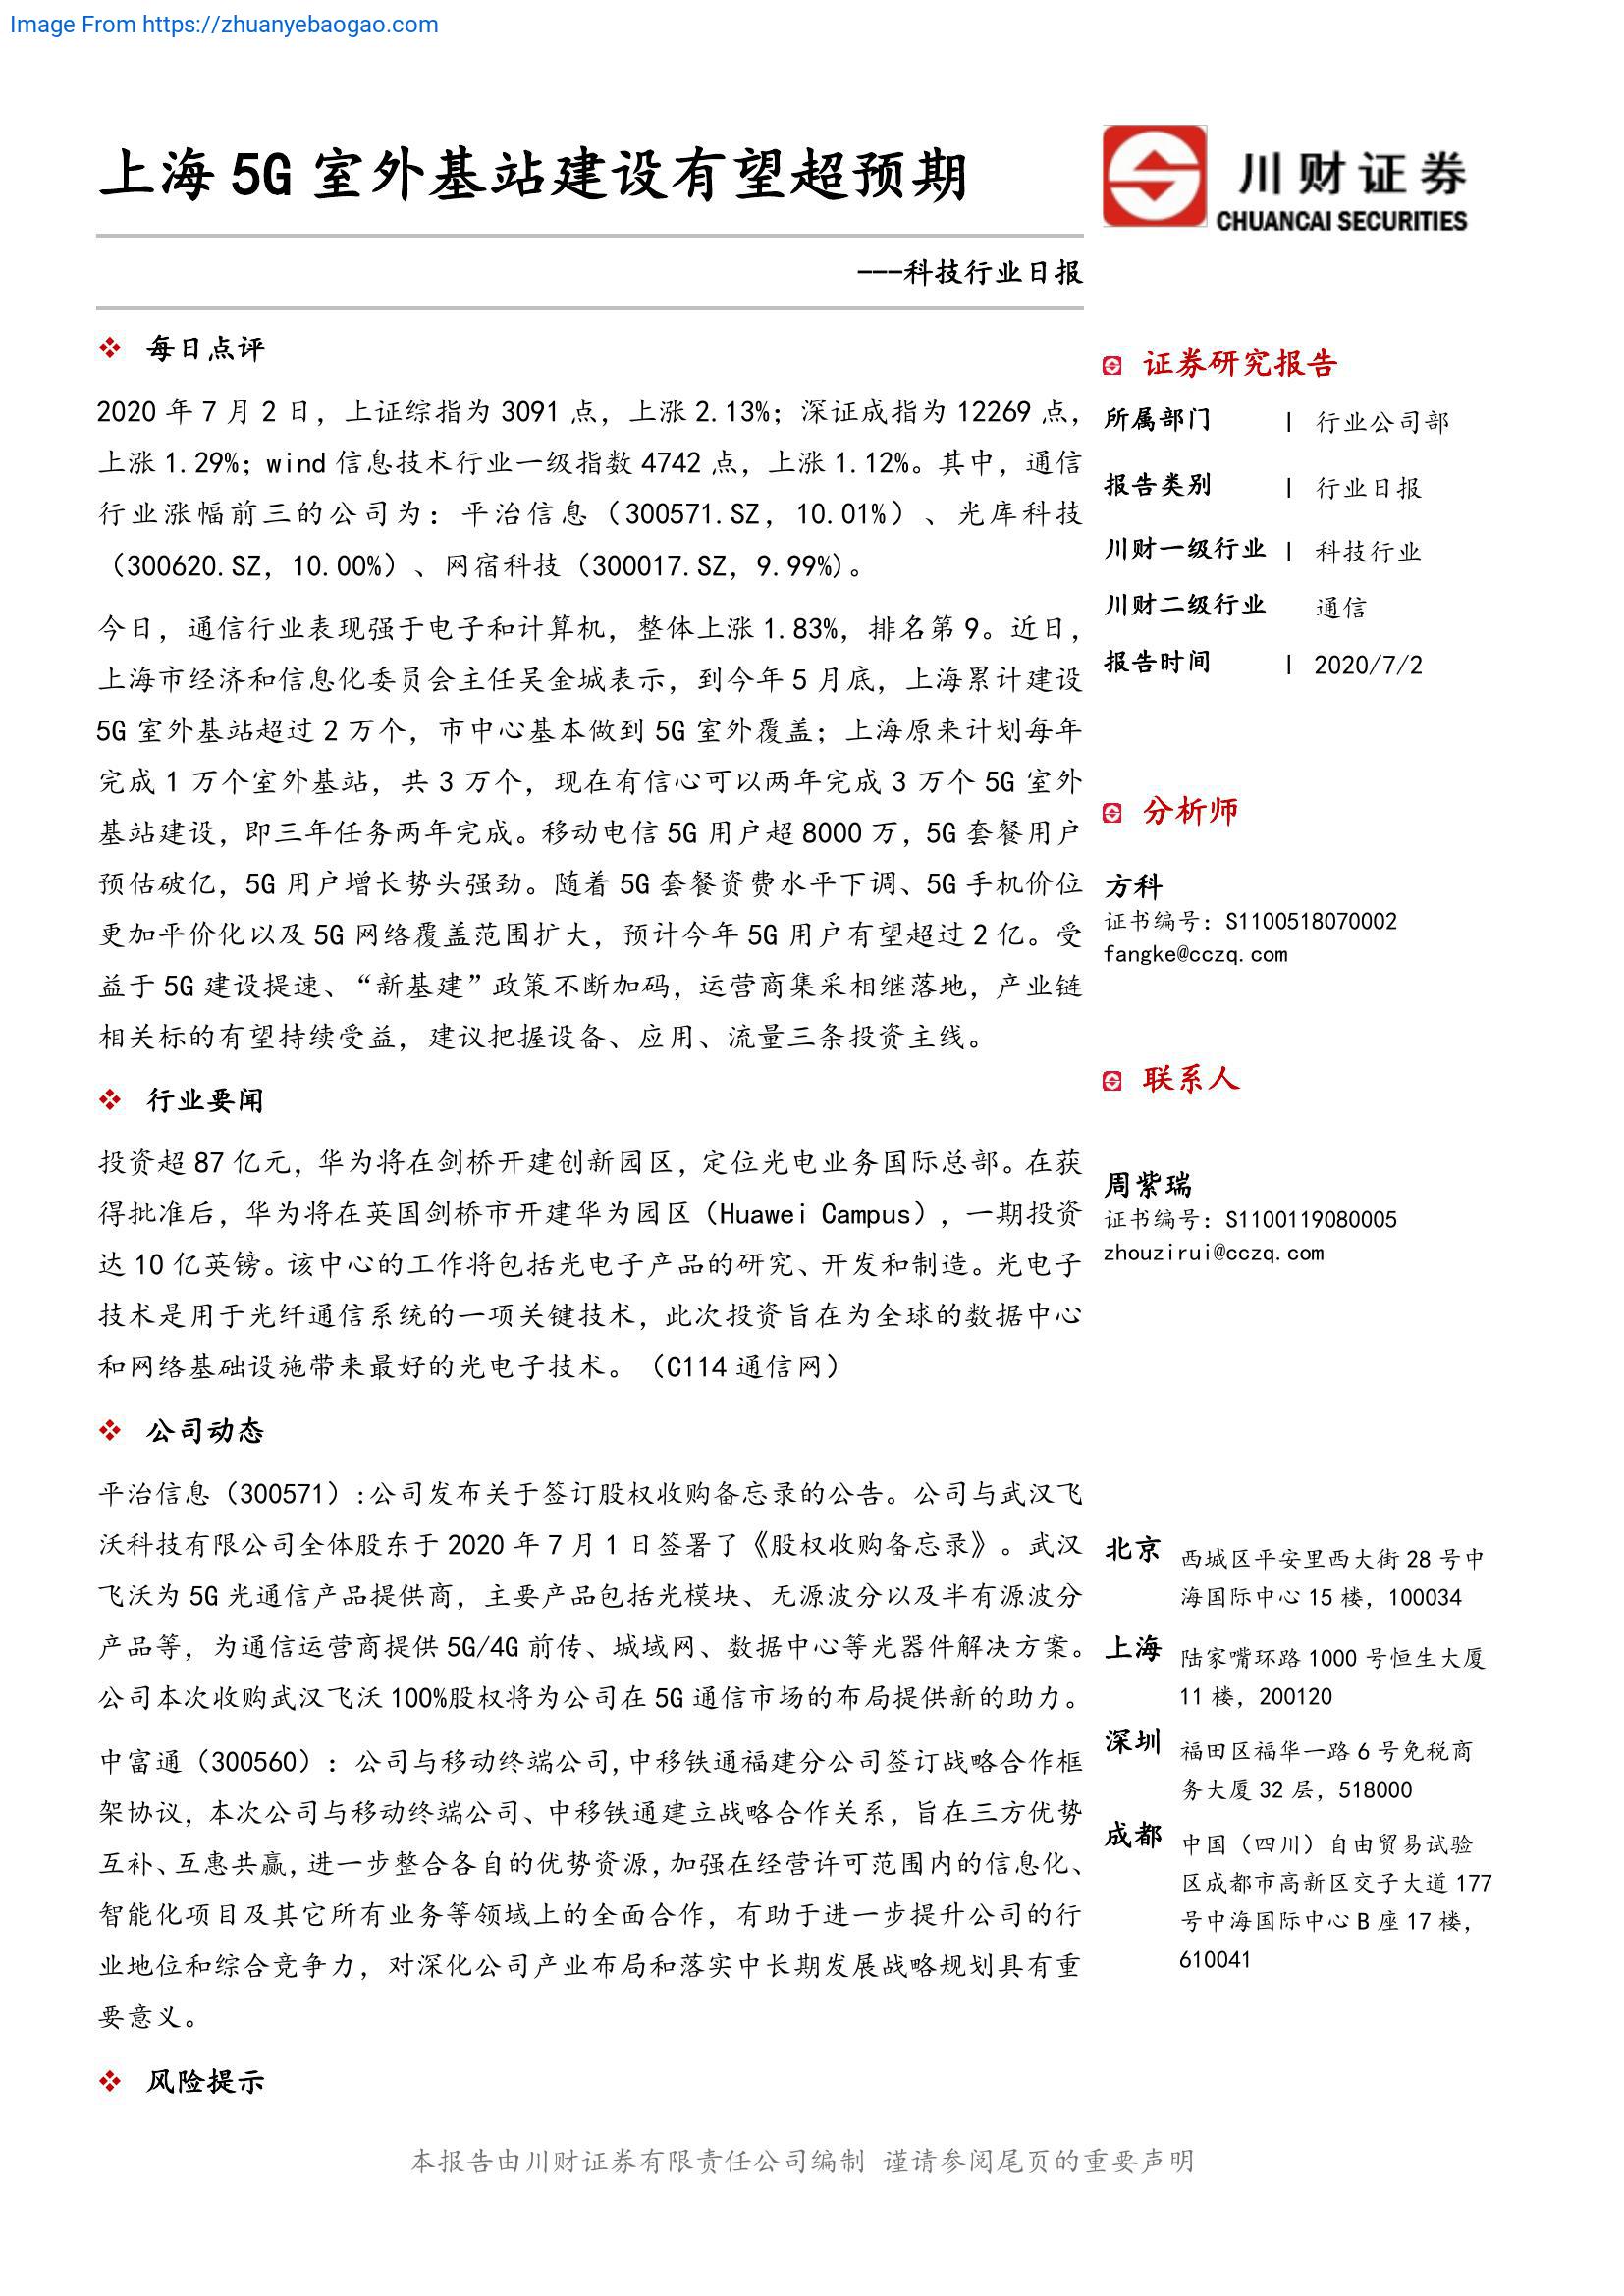 Image From https://zhuanyebaogao.com
上海 5G 室外基站建设有望超预期
川财证券
CHUANCAI SECURITIES
---科技行业日报
每日点评
2020 年 7 月 2 日，上证综指为 3091 点，上涨 2.13%；深证成指为 12269 点，
上涨 1.29%；wind 信息技术行业一级指数 4742 点，上涨 1.12%。其中，通信
行业涨幅前三的公司为：平治信息（300571.SZ，10.01%）、光库科技
（300620.SZ，10.00%）、网宿科技（300017.SZ，9.99%)。
今日，通信行业表现强于电子和计算机，整体上涨 1.83%，排名第 9。近日，
上海市经济和信息化委员会主任吴金城表示，到今年 5 月底，上海累计建设
5G 室外基站超过 2 万个，市中心基本做到 5G 室外覆盖；上海原来计划每年
完成 1 万个室外基站，共 3 万个，现在有信心可以两年完成 3 万个 5G 室外
基站建设，即三年任务两年完成。移动电信 5G 用户超 8000 万，5G 套餐用户
预估破亿，5G 用户增长势头强劲。随着 5G 套餐资费水平下调、5G 手机价位
更加平价化以及 5G 网络覆盖范围扩大，预计今年 5G 用户有望超过 2 亿。受
益于 5G 建设提速、“新基建”政策不断加码，运营商集采相继落地，产业链
相关标的有望持续受益，建议把握设备、应用、流量三条投资主线。
行业要闻
投资超 87 亿元，华为将在剑桥开建创新园区，定位光电业务国际总部。在获
得批准后，华为将在英国剑桥市开建华为园区（Huawei Campus），一期投资
达 10 亿英镑。该中心的工作将包括光电子产品的研究、开发和制造。光电子
技术是用于光纤通信系统的一项关键技术，此次投资旨在为全球的数据中心
和网络基础设施带来最好的光电子技术。（C114 通信网）
公司动态
平治信息（300571）:公司发布关于签订股权收购备忘录的公告。公司与武汉飞
沃科技有限公司全体股东于 2020 年 7 月 1 日签署了《股权收购备忘录》。武汉
飞沃为 5G 光通信产品提供商，主要产品包括光模块、无源波分以及半有源波分
产品等，为通信运营商提供 5G/4G 前传、城域网、数据中心等光器件解决方案。
公司本次收购武汉飞沃 100%股权将为公司在 5G 通信市场的布局提供新的助力。
中富通（300560）：公司与移动终端公司,中移铁通福建分公司签订战略合作框
架协议，本次公司与移动终端公司、中移铁通建立战略合作关系，旨在三方优势
互补、互惠共赢,进一步整合各自的优势资源,加强在经营许可范围内的信息化、
智能化项目及其它所有业务等领域上的全面合作，有助于进一步提升公司的行
业地位和综合竞争力，对深化公司产业布局和落实中长期发展战略规划具有重
要意义。
风险提示
证券研究报告
所属部门 | 行业公司部
报告类别 | 行业日报
川财一级行业 | 科技行业
川财二级行业 通信
报告时间 | 2020/7/2
分析师
方科
证书编号：S1100518070002
fangke@cczq.com
联系人
周紫瑞
证书编号：S1100119080005
zhouzirui@cczq.com
北京 西城区平安里西大街 28 号中
海国际中心 15 楼，100034
上海 陆家嘴环路 1000 号恒生大厦
11 楼，200120
深圳 福田区福华一路 6 号免税商
务大厦 32 层，518000
成都 中国（四川）自由贸易试验
区成都市高新区交子大道 177
号中海国际中心 B 座 17 楼，
610041
本报告由川财证券有限责任公司编制 谨请参阅尾页的重要声明